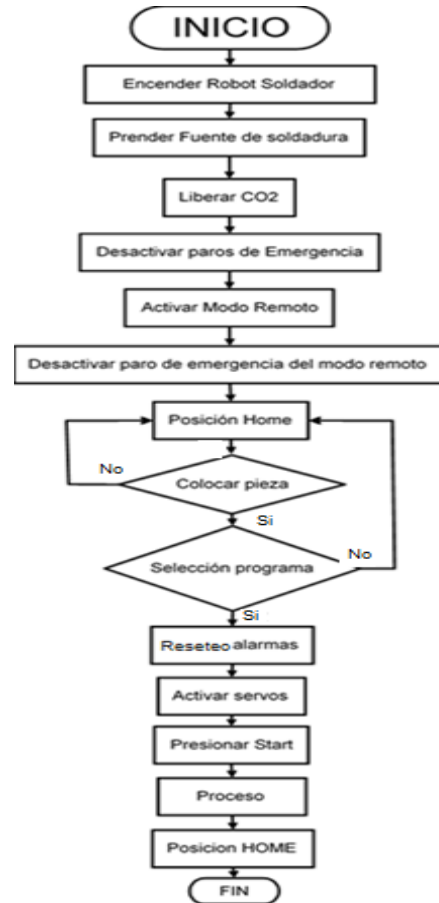 INICIO
Encender Robot Soldador
Prender Fuente de soldadura
Liberar CO2
Desactivar paros de Emergencia
Activar Modo Remoto
Desactivar paro de emergencia del modo remoto
Posición Home
No
Colocar pieza
Si
No
Selección programa
Si
Reseteo alarmas
Activar servos
Presionar Start
Proceso
Posicion HOME
FIN